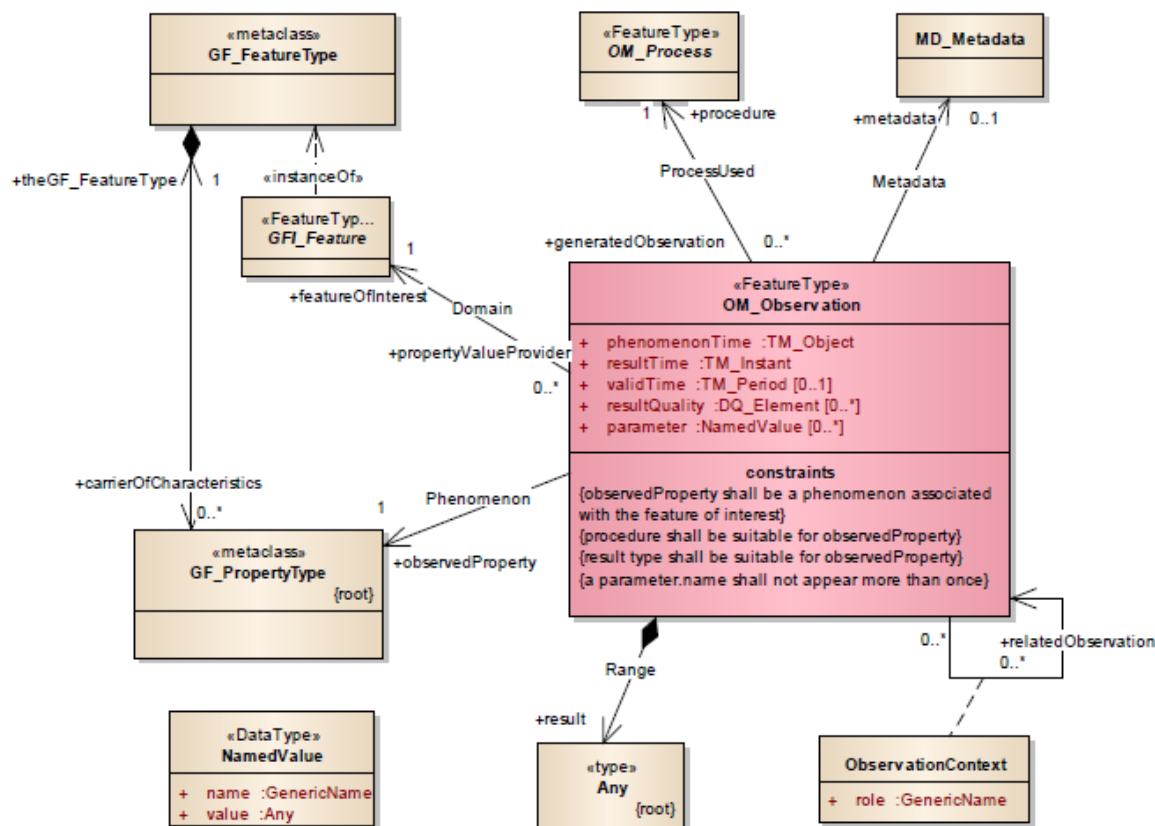 «metaclass»
GF_FeatureType
«FeatureType»
OM_Process
MD_Metadata
1
+procedure
+metadata
0..1
+theGF_FeatureType
1
«instanceOf»
ProcessUsed
Metadata
«FeatureTyp...
GFI_Feature
1
+generatedObservation
0..*
+featureOfInterest
Domain
+propertyValueProvider
0..*
«FeatureType»
OM_Observation
+ phenomenonTime :TM_Object
+ resultTime :TM_Instant
+ validTime :TM_Period [0..1]
+ resultQuality :DQ_Element [0..*]
+ parameter :NamedValue [0..*]
constraints
{observedProperty shall be a phenomenon associated
with the feature of interest}
{procedure shall be suitable for observedProperty}
{result type shall be suitable for observedProperty}
{a parameter.name shall not appear more than once}
+carrierOfCharacteristics
0..*
Phenomenon
1
+observedProperty
«metaclass»
GF_PropertyType
{root}
0..*
+relatedObservation
0..*
Range
+result
«DataType»
NamedValue
+ name :GenericName
+ value :Any
«type»
Any
{root}
ObservationContext
+ role :GenericName